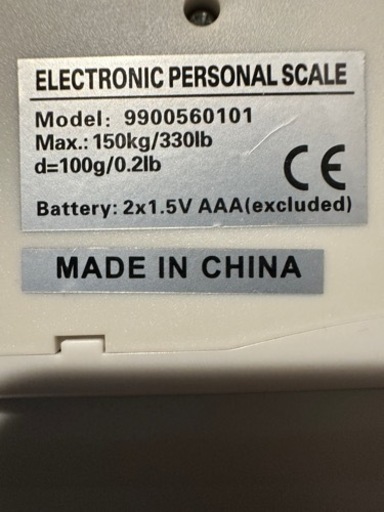 ELECTRONIC PERSONAL SCALE
Model: 9900560101
Max.: 150kg/330lb
d=100g/0.2lb
CE
Battery: 2x1.5V AAA(excluded)
MADE IN CHINA